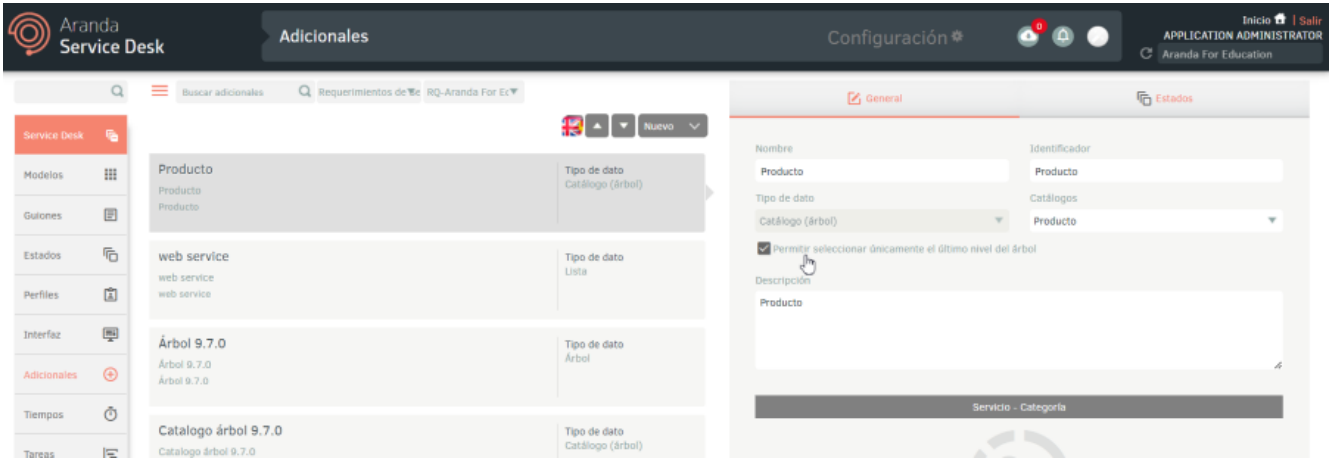 Aranda
Service Desk
Adicionales
Configuración
0
Inicio | Salir
APPLICATION ADMINISTRATOR
Aranda For Education
Buscar adicionales
Requerimientos de
RQ-Aranda For Ec
Nuevo
Service Desk
Modelos
Guiones
Estados
Perfiles
Interfaz
Adicionales
Tiempos
Tareas
Producto
Producto
Producto
Tipo de dato
Catálogo (árbol)
web service
web service
web service
Tipo de dato
Lista
Árbol 9.7.0
Árbol 9.7.0
Árbol 9.7.0
Tipo de dato
Árbol
Catalogo árbol 9.7.0
Catalogo árbol 9.7.0
Tipo de dato
Catálogo (árbol)
General
Estados
Nombre
Producto
Identificador
Producto
Tipo de dato
Catálogo (árbol)
Catálogos
Producto
Permitir seleccionar únicamente el último nivel del árbol
Descripción
Producto
Servicio - Categoría